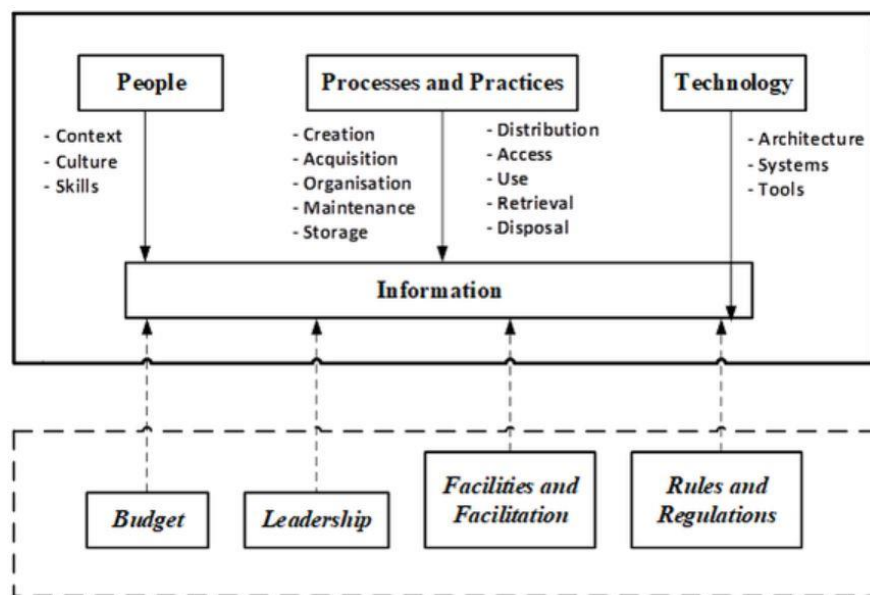 People
Processes and Practices
Technology
- Context
- Culture
- Skills
- Creation
- Acquisition
- Organisation
- Maintenance
- Storage
- Distribution
- Access
- Use
- Retrieval
- Disposal
- Architecture
- Systems
- Tools
Information
Budget
Leadership
Facilities and
Facilitation
Rules and
Regulations